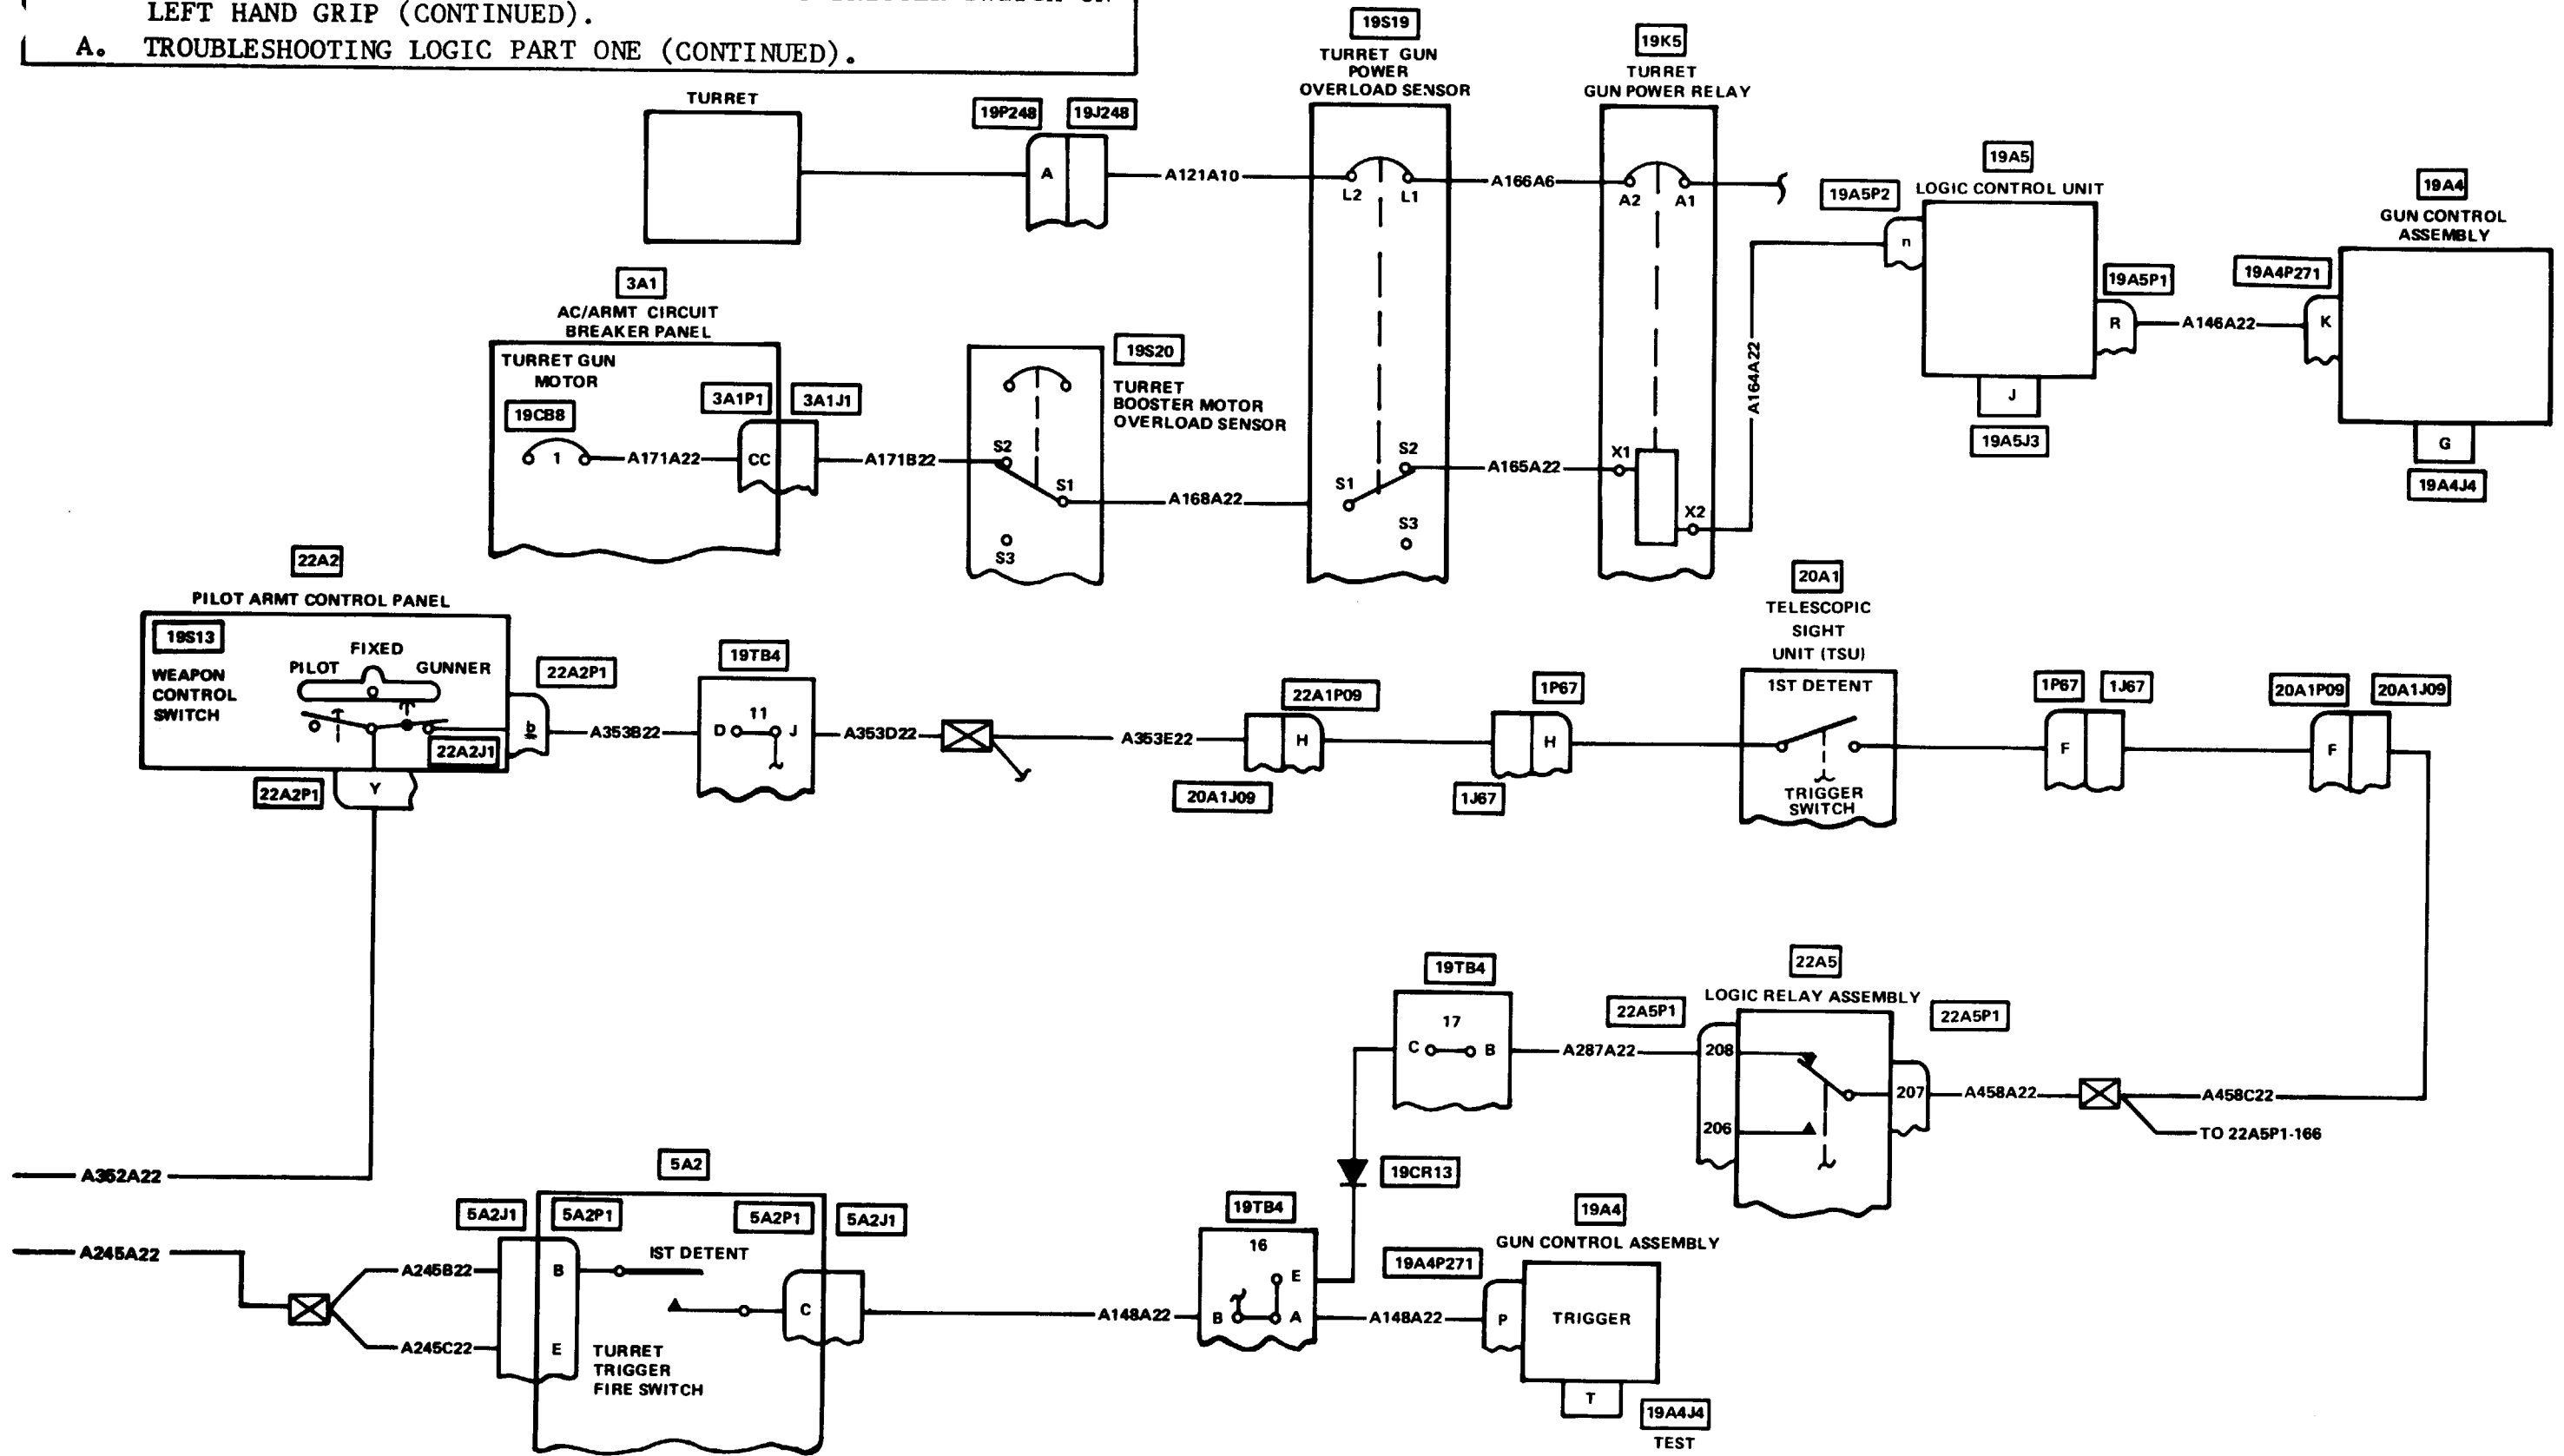 LEFT HAND GRIP (CONTINUED).
A. TROUBLESHOOTING LOGIC PART ONE (CONTINUED).
19S19
TURRET GUN
POWER
OVERLOAD SENSOR
19K5
TURRET
GUN POWER RELAY
TURRET
19P248
19J248
A
A121A10
L2
L1
A166A6
A2
A1
19A5
LOGIC CONTROL UNIT
19A5P2
n
19A4
GUN CONTROL
ASSEMBLY
19A5P1
R
A146A22
19A4P271
K
J
19A5J3
G
19A4J4
A164A22
3A1
AC/ARMT CIRCUIT
BREAKER PANEL
TURRET GUN
MOTOR
19CB8
1
A171A22
3A1P1
3A1J1
CC
A171B22
19S20
TURRET
BOOSTER MOTOR
OVERLOAD SENSOR
S2
S1
S3
A168A22
S1
S2
S3
A165A22
X1
X2
22A2
PILOT ARMT CONTROL PANEL
19S13
WEAPON
CONTROL
SWITCH
FIXED
PILOT
GUNNER
22A2J1
22A2P1
b
22A2P1
Y
A353B22
19TB4
11
D
J
A353D22
A353E22
22A1P09
H
20A1J09
1P67
H
1J67
20A1
TELESCOPIC
SIGHT
UNIT (TSU)
1ST DETENT
TRIGGER
SWITCH
1P67
1J67
F
20A1P09
20A1J09
F
19TB4
17
C
B
A287A22
22A5
LOGIC RELAY ASSEMBLY
22A5P1
22A5P1
208
206
207
A458A22
A458C22
TO 22A5P1-166
A352A22
A245A22
A245B22
A245C22
5A2
5A2J1
5A2P1
5A2P1
5A2J1
B
E
IST DETENT
C
TURRET
TRIGGER
FIRE SWITCH
A148A22
19TB4
16
E
B
A
19CR13
A148A22
19A4P271
P
19A4
GUN CONTROL ASSEMBLY
TRIGGER
T
19A4J4
TEST